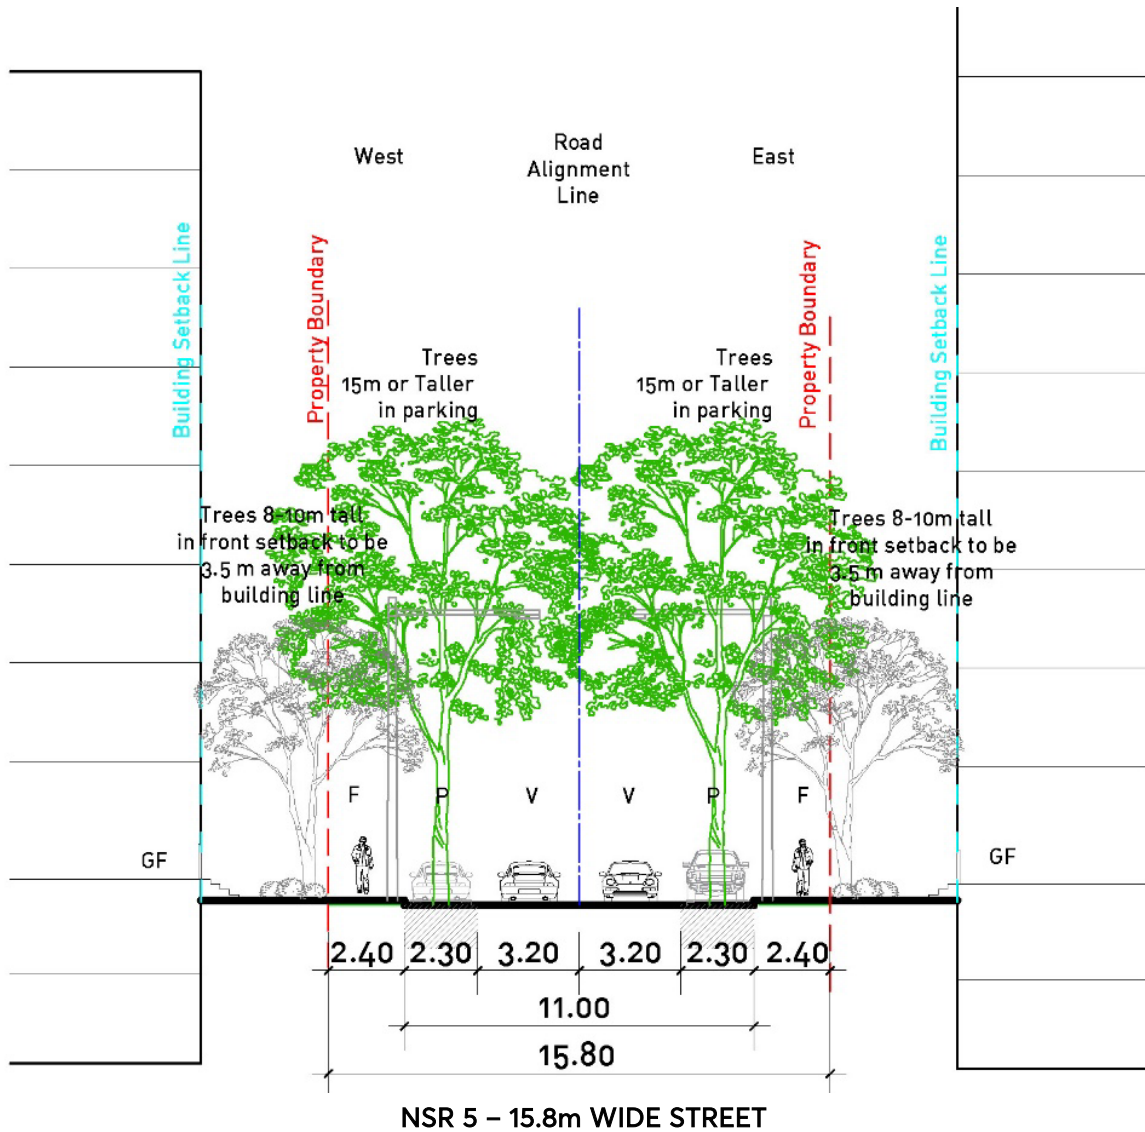 West
Road
Alignment
Line
East
Building Setback Line
Property Boundary
Property Boundary
Building Setback Line
Trees
15m or Taller
in parking
Trees
15m or Taller
in parking
Trees 8-10m tall
in front setback to be
3.5 m away from
building line
Trees 8-10m tall
in front setback to be
3.5 m away from
building line
F P V V P F
GF
GF
2.40 2.30 3.20 3.20 2.30 2.40
11.00
15.80
NSR 5 – 15.8m WIDE STREET